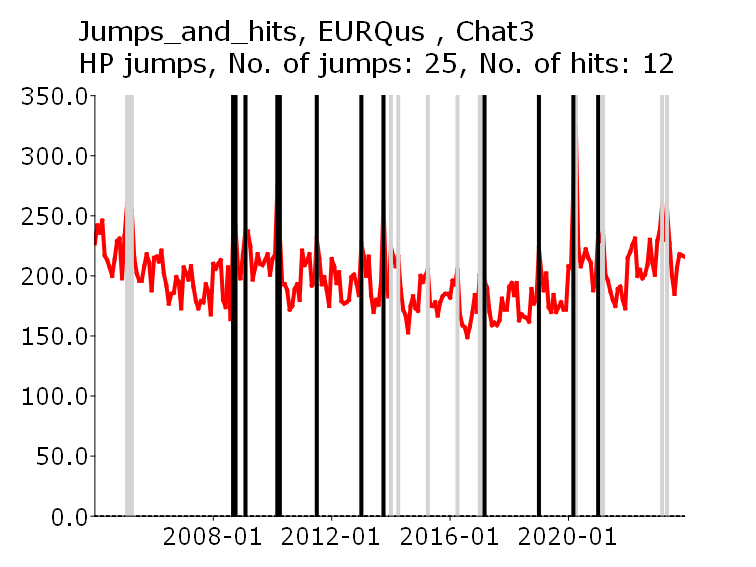 Jumps_and_hits, EURQus , Chat3
HP jumps, No. of jumps: 25, No. of hits: 12
350.0
300.0
250.0
200.0
150.0
100.0
50.0
0.0
2008-01 2012-01 2016-01 2020-01